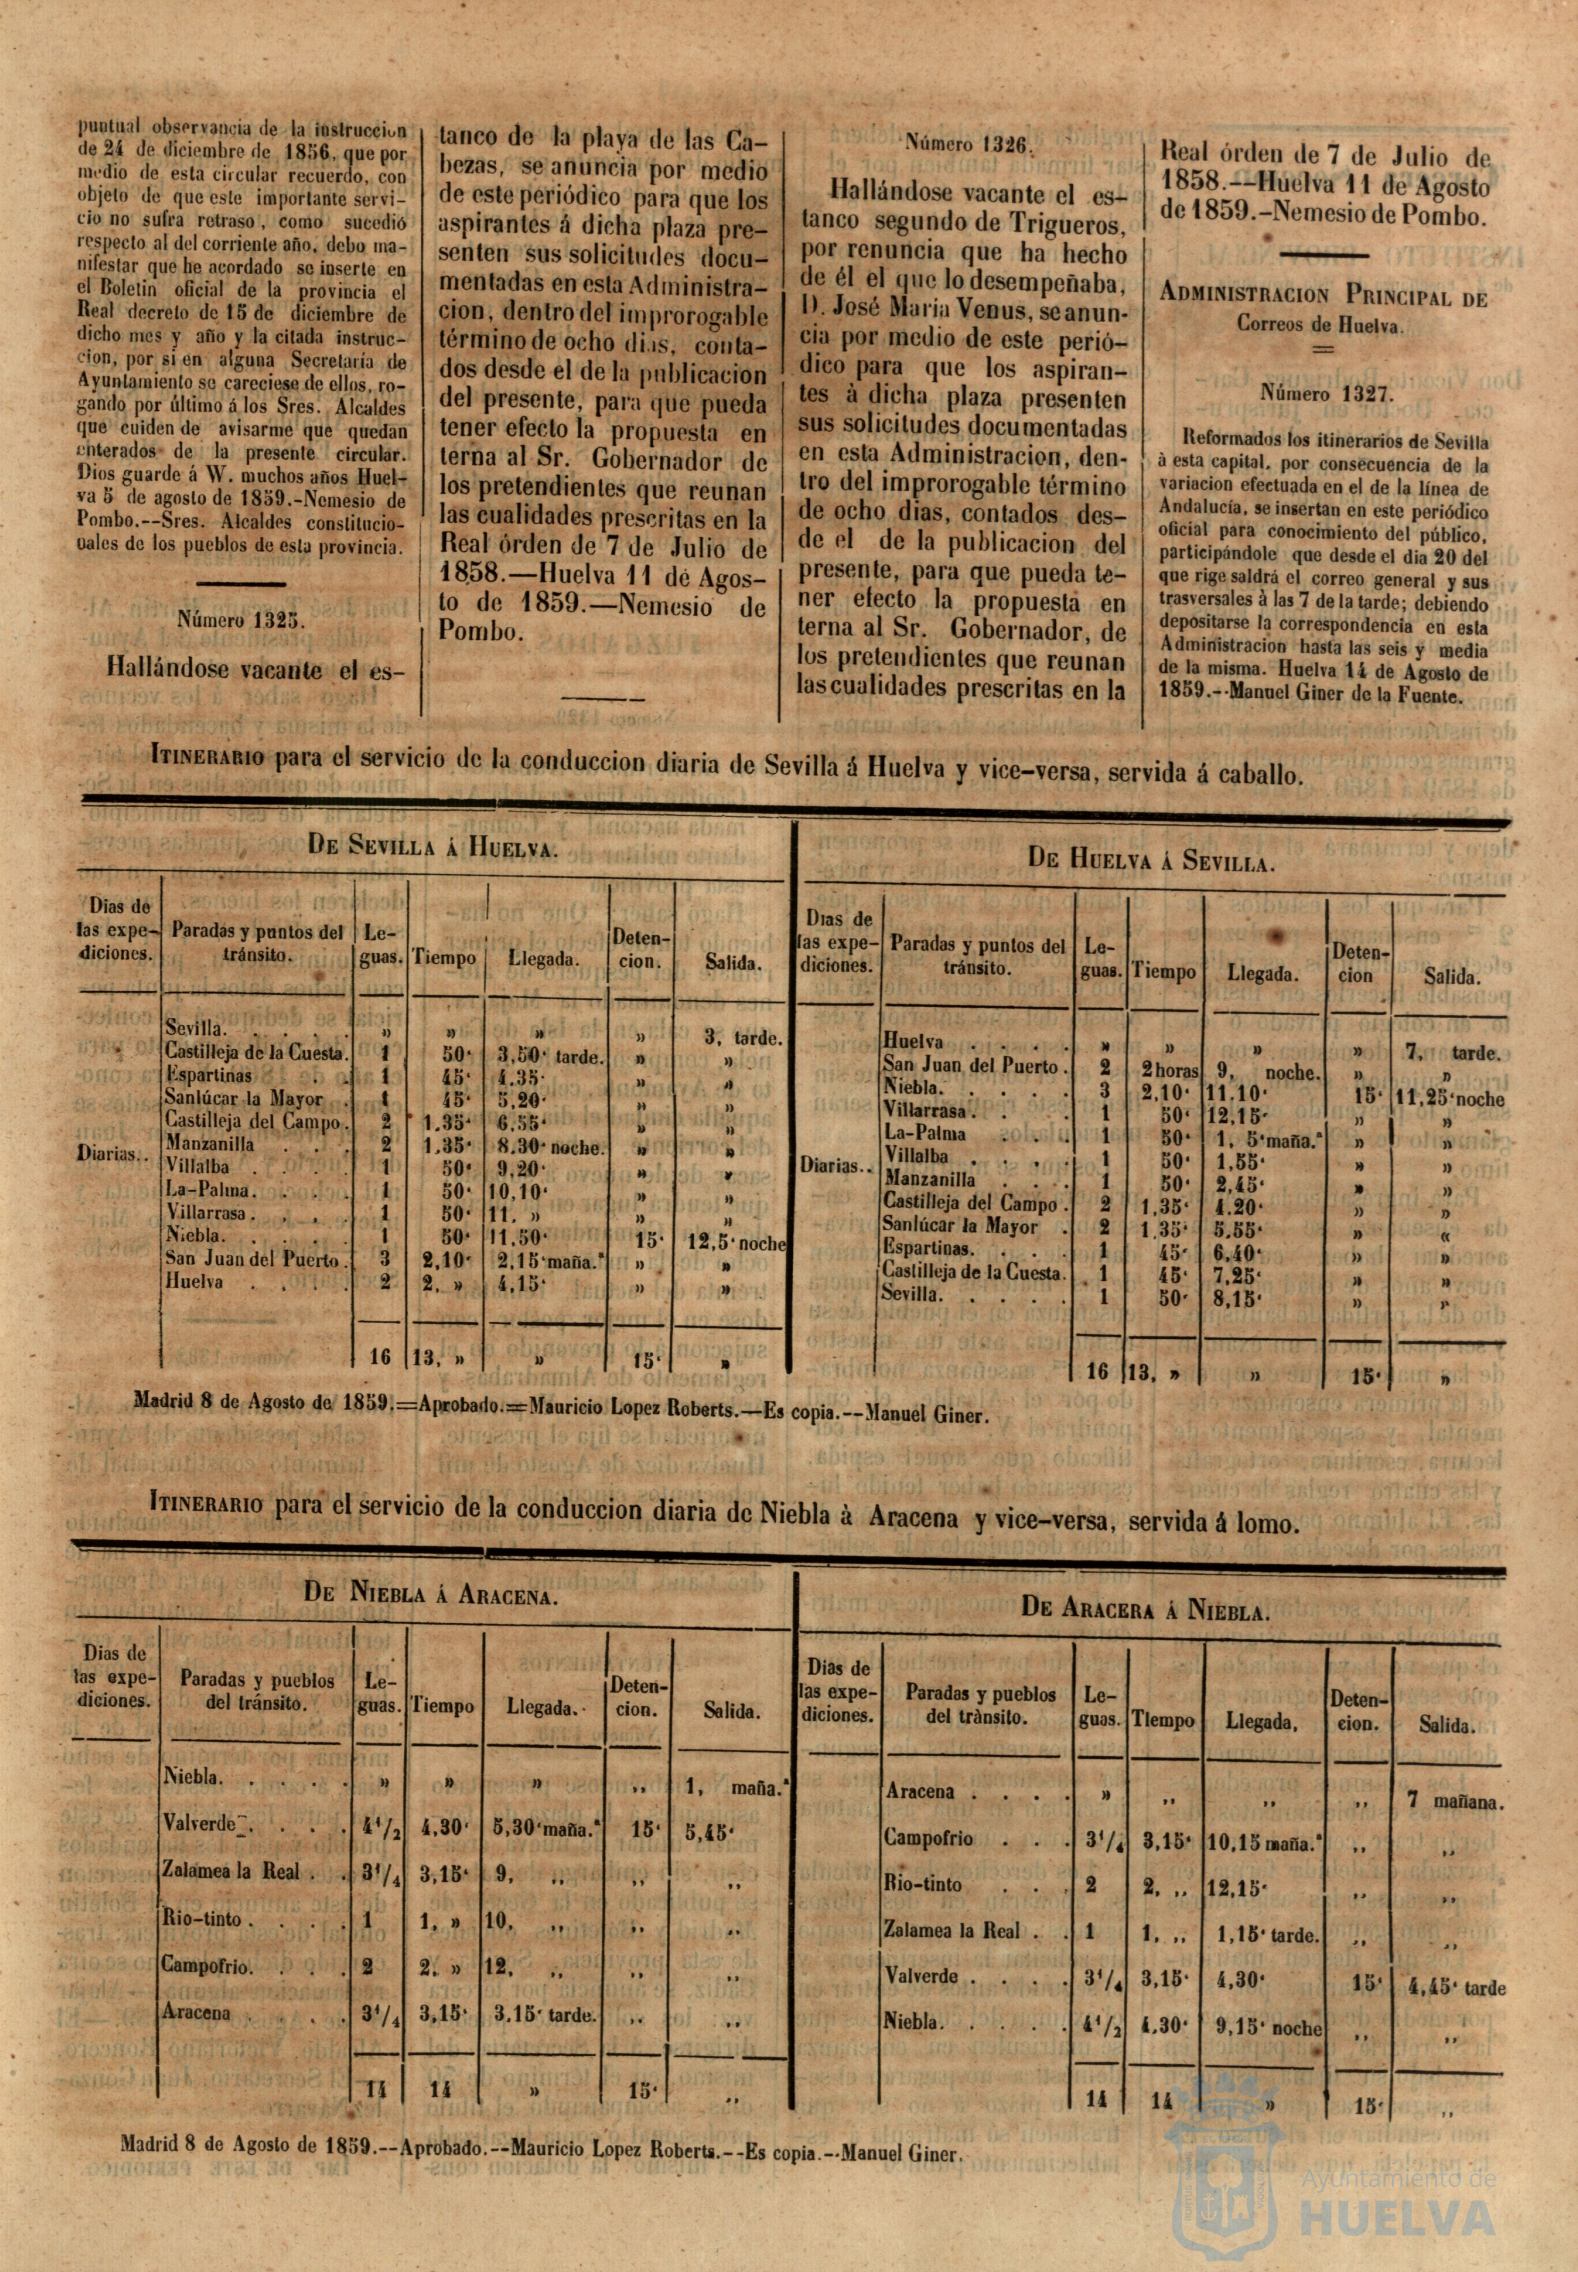 puntual observancia de la instruccion
de 24 de diciembre de 1856, que por
medio de esta circular recuerdo, con
objeto de que este importante servi-
cio no sufra retraso, como sucedió
respecto al del corriente año, debo ma-
nifestar que he acordado se inserte en
el Boletin oficial de la provincia el
Real decreto de 15 de diciembre de
dicho mes y año y la citada instruc-
cion, por si en alguna Secretaría de
Ayuntamiento se careciese de ellos, ro-
gando por último á los Sres. Alcaldes
que cuiden de avisarme que quedan
enterados de la presente circular.
Dios guarde á W. muchos años Huel-
va 5 de agosto de 1859.-Nemesio de
Pombo.--Sres. Alcaldes constitucio-
nales de los pueblos de esta provincia.
Número 1325.
Hallándose vacante el es-
tanco de la playa de las Ca-
bezas, se anuncia por medio
de este periódico para que los
aspirantes á dicha plaza pre-
senten sus solicitudes docu-
mentadas en esta Administra-
cion, dentro del improrogable
término de ocho dias, conta-
dos desde el de la publicacion
del presente, para que pueda
tener efecto la propuesta en
terna al Sr. Gobernador de
los pretendientes que reunan
las cualidades prescritas en la
Real órden de 7 de Julio de
1858.—Huelva 11 de Agos-
to de 1859.—Nemesio de
Pombo.
Número 1326.
Hallándose vacante el es-
tanco segundo de Trigueros,
por renuncia que ha hecho
de él el que lo desempeñaba,
D. José Maria Venus, se anun-
cia por medio de este perió-
dico para que los aspiran-
tes à dicha plaza presenten
sus solicitudes documentadas
en esta Administracion, den-
tro del improrogable término
de ocho dias, contados des-
de el de la publicacion del
presente, para que pueda te-
ner efecto la propuesta en
terna al Sr. Gobernador, de
los pretendientes que reunan
las cualidades prescritas en la
Real órden de 7 de Julio de
1858.--Huelva 11 de Agosto
de 1859.-Nemesio de Pombo.
ADMINISTRACION PRINCIPAL DE
Correos de Huelva.
Número 1327.
Reformados los itinerarios de Sevilla
à esta capital, por consecuencia de la
variacion efectuada en el de la línea de
Andalucía, se insertan en este periódico
oficial para conocimiento del público,
participándole que desde el dia 20 del
que rige saldrá el correo general y sus
trasversales à las 7 de la tarde; debiendo
depositarse la correspondencia en esta
Administracion hasta las seis y media
de la misma. Huelva 14 de Agosto de
1859.--Manuel Giner de la Fuente.
ITINERARIO para el servicio de la conduccion diaria de Sevilla á Huelva y vice-versa, servida á caballo.
DE SEVILLA Á HUELVA.
Dias de las expe-diciones. Paradas y puntos del tránsito. Le-guas. Tiempo Llegada. Deten-cion. Salida.
Sevilla. . . . . » » » » 3, tarde.
Castilleja de la Cuesta. 1 50' 3,50' tarde. » »
Espartinas . . 1 45' 4.35' » »
Sanlúcar la Mayor . 1 45' 5,20' » »
Castilleja del Campo. 2 1.35' 6.55' » »
Manzanilla . . . 2 1.35' 8.30' noche. » »
Diarias..
Villalba . . . . 1 50' 9,20' » »
La-Palma. . . . 1 50' 10,10' » »
Villarrasa . . . . 1 50' 11. » » »
Niebla. . . . . 1 50' 11.50' 15' 12,5' noche
San Juan del Puerto . 3 2,10' 2,15' maña.ª » »
Huelva . . . . 2 2. » 4,15' » »
16 13, » » 15' »
DE HUELVA Á SEVILLA.
Dias de las expe-diciones. Paradas y puntos del tránsito. Le-guas. Tiempo Llegada. Deten-cion Salida.
Huelva . . . . » » » » 7, tarde.
San Juan del Puerto . 2 2 horas 9, noche. » »
Niebla. . . . . 3 2,10' 11.10' 15' 11,25' noche
Villarrasa . . . 1 50' 12,15' » »
La-Palma . . . 1 50' 1, 5' maña.ª » »
Villalba . . . . 1 50' 1,55' » »
Diarias..
Manzanilla . . . 1 50' 2,45' » »
Castilleja del Campo . 2 1,35' 4.20' » »
Sanlúcar la Mayor . 2 1.35' 5.55' » «
Espartinas. . . . 1 45' 6,40' » »
Castilleja de la Cuesta. 1 45' 7,25' » »
Sevilla. . . . . 1 50' 8,15' » »
16 13, » » 15' »
Madrid 8 de Agosto de 1859.=Aprobado.=Mauricio Lopez Roberts.—Es copia.--Manuel Giner.
ITINERARIO para el servicio de la conduccion diaria de Niebla à Aracena y vice-versa, servida á lomo.
DE NIEBLA Á ARACENA.
Dias de las expe-diciones. Paradas y pueblos del tránsito. Le-guas. Tiempo Llegada. Deten-cion. Salida.
Niebla. . . . . » » » ,, 1, maña.ª
Valverde . . . . 4 1/2 4,30' 5,30' maña.ª 15' 5,45'
Zalamea la Real . . 3 1/4 3,15' 9, ,, ,, ,,
Rio-tinto . . . . 1 1, » 10, ,, ,, ,,
Campofrio. . . . 2 2. » 12, ,, ,, ,,
Aracena . . . . 3 1/4 3,15' 3.15' tarde. ,, ,,
14 14 » 15' ,,
DE ARACERA Á NIEBLA.
Dias de las expe-diciones. Paradas y pueblos del trànsito. Le-guas. TIempo Llegada, Deten-cion. Salida.
Aracena . . . . » ,, ,, ,, 7 mañana.
Campofrio . . . 3 1/4 3,15' 10,15 maña.ª ,, ,,
Rio-tinto . . . 2 2, ,, 12,15' ,, ,,
Zalamea la Real . . 1 1, ,, 1,15' tarde. ,, ,,
Valverde . . . . 3 1/4 3,15' 4,30' 15' 4,45' tarde
Niebla. . . . . 4 1/2 4.30' 9,15' noche ,, ,,
14 14 » 15' ,,
Madrid 8 de Agosto de 1859.--Aprobado.--Mauricio Lopez Roberts.--Es copia.--Manuel Giner.
Ayuntamiento de
HUELVA